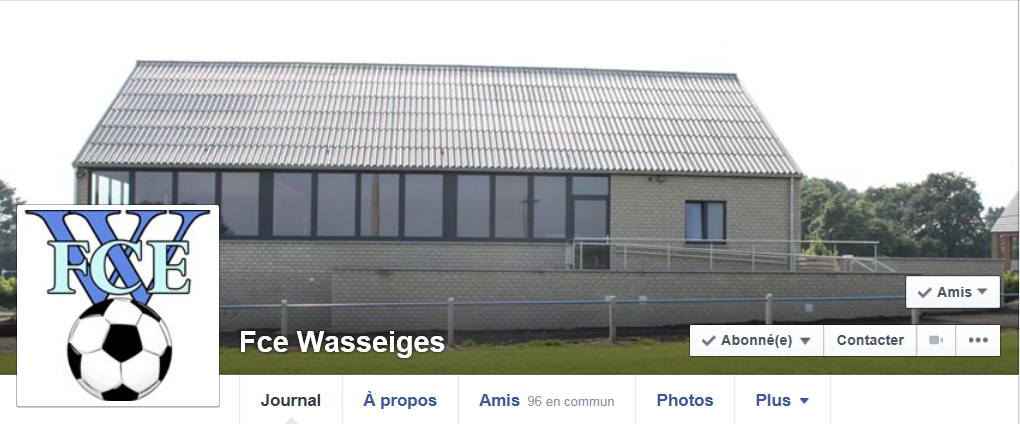 W
FCE
Amis
Fce Wasseiges
Abonné(e)
Contacter
•••
Journal
À propos
Amis 96 en commun
Photos
Plus